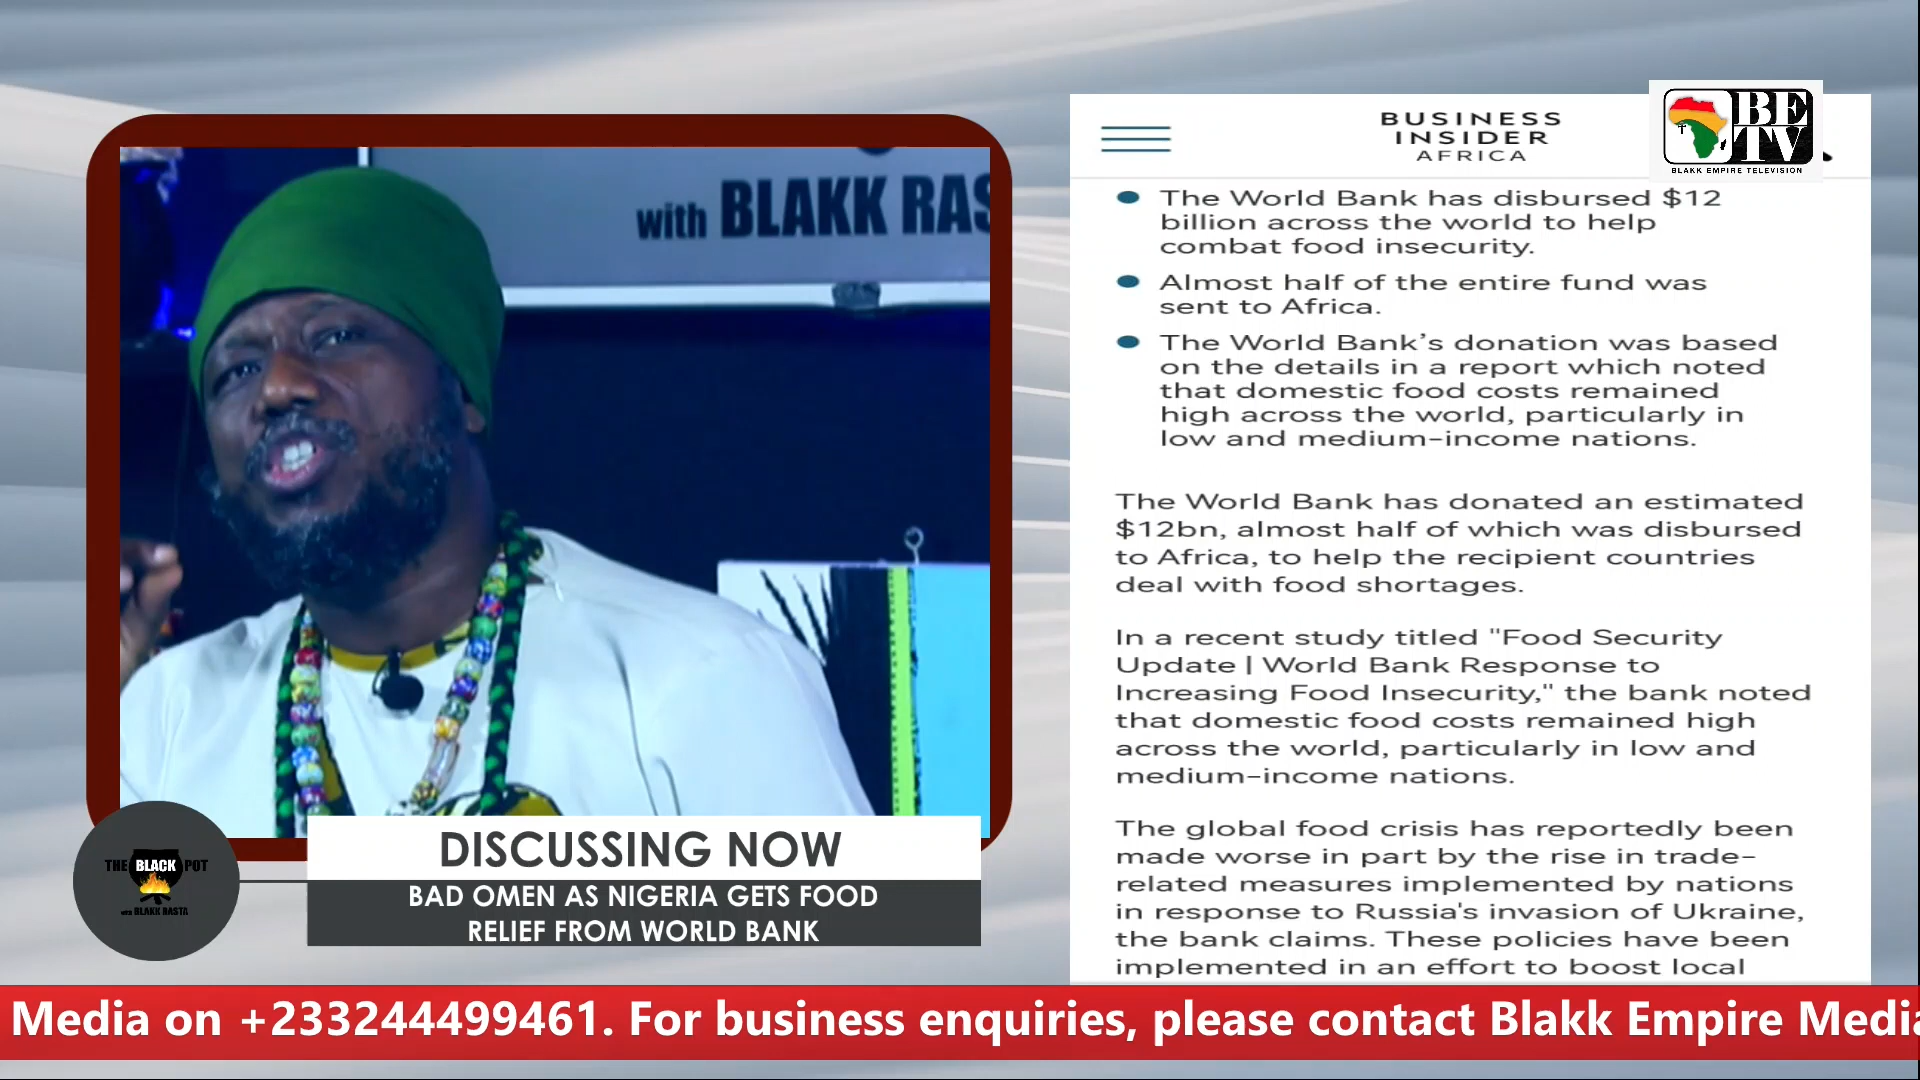 with BLAKK RAS
BUSINESS
INSIDER
AFRICA
BE
TV
BLAKK EMPIRE TELEVISION
The World Bank has disbursed $12
billion across the world to help
combat food insecurity.
Almost half of the entire fund was
sent to Africa.
The World Bank’s donation was based
on the details in a report which noted
that domestic food costs remained
high across the world, particularly in
low and medium-income nations.
The World Bank has donated an estimated
$12bn, almost half of which was disbursed
to Africa, to help the recipient countries
deal with food shortages.
In a recent study titled "Food Security
Update | World Bank Response to
Increasing Food Insecurity," the bank noted
that domestic food costs remained high
across the world, particularly in low and
medium-income nations.
The global food crisis has reportedly been
made worse in part by the rise in trade-
related measures implemented by nations
in response to Russia's invasion of Ukraine,
the bank claims. These policies have been
implemented in an effort to boost local
THE BLACK POT
with BLAKK RASTA
DISCUSSING NOW
BAD OMEN AS NIGERIA GETS FOOD
RELIEF FROM WORLD BANK
Media on +233244499461. For business enquiries, please contact Blakk Empire Media